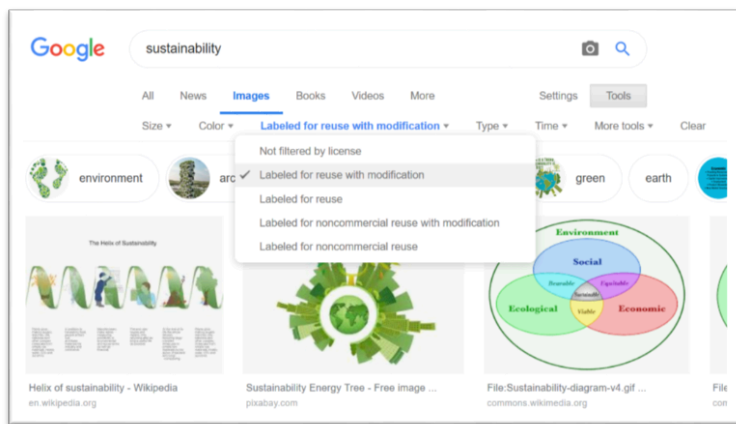 Google
sustainability
All News Images Books Videos More Settings Tools
Size Color Labeled for reuse with modification Type Time More tools Clear
Not filtered by license
Labeled for reuse with modification
Labeled for reuse
Labeled for noncommercial reuse with modification
Labeled for noncommercial reuse
environment
green
earth
The Helix of Sustainability
Environment
Social
Bearable
Equitable
Sustainable
Ecological
Economic
Viable
Helix of sustainability - Wikipedia
en.wikipedia.org
Sustainability Energy Tree - Free image ...
pixabay.com
File:Sustainability-diagram-v4.gif ...
commons.wikimedia.org
File